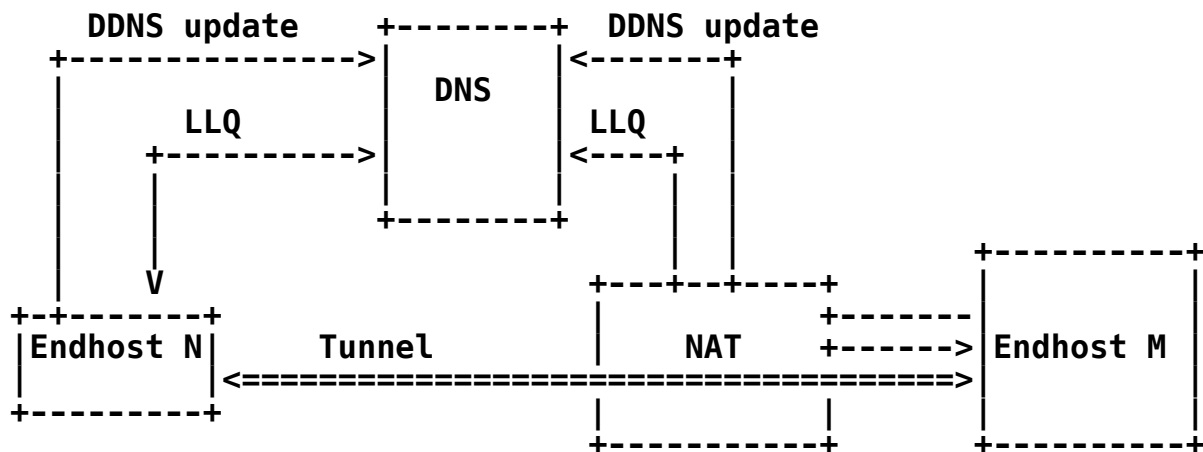 DDNS update DDNS update
DNS
LLQ LLQ
V
Endhost N Tunnel NAT Endhost M